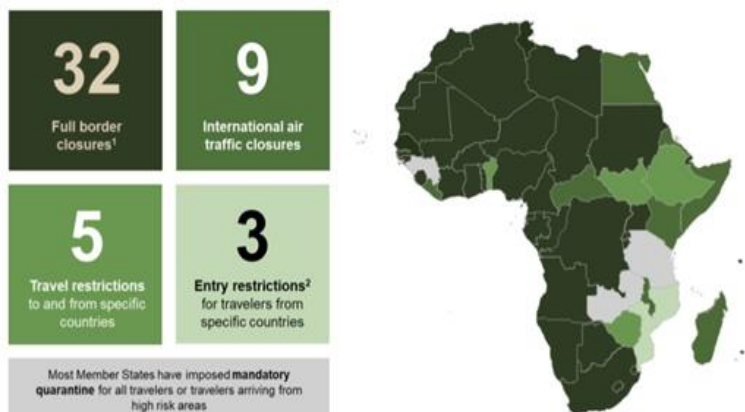 32
Full border
closures¹
9
International air
traffic closures
5
Travel restrictions
to and from specific
countries
3
Entry restrictions²
for travelers from
specific countries
Most Member States have imposed mandatory
quarantine for all travelers or travelers arriving from
high risk areas